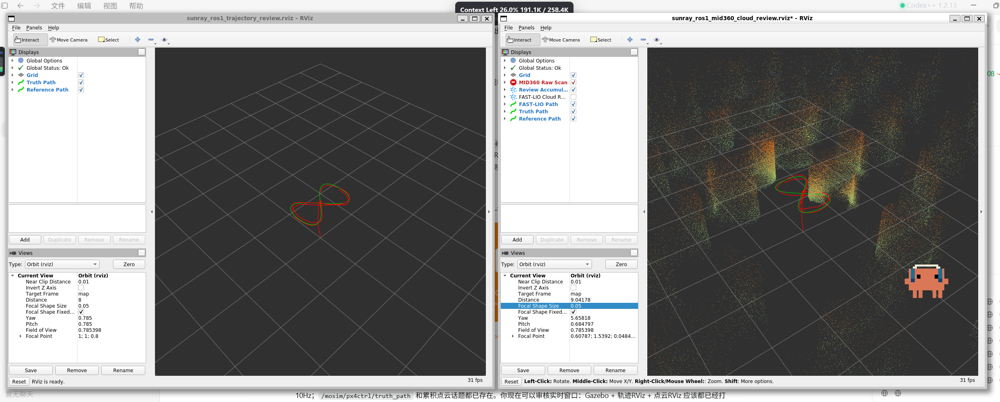 文件 编辑 视图 帮助
Context Left 26.0% 191.1K / 258.4K
Codex++ 1.2.13
sunray_ros1_trajectory_review.rviz - RViz
File Panels Help
Interact Move Camera Select
Displays
Global Options
Global Status: Ok
Grid
Truth Path
Reference Path
Add Duplicate Remove Rename
Views
Type: Orbit (rviz) Zero
Current View Orbit (rviz)
Near Clip Distance 0.01
Invert Z Axis
Target Frame map
Distance 8
Focal Shape Size 0.05
Focal Shape Fixed...
Yaw 0.785
Pitch 0.785
Field of View 0.785398
Focal Point 1; 1; 0.8
Save Remove Rename
Reset RViz is ready.
31 fps
sunray_ros1_mid360_cloud_review.rviz* - RViz
File Panels Help
Interact Move Camera Select
Displays
Global Options
Global Status: Ok
Grid
MID360 Raw Scan
Review Accumul...
FAST-LIO Cloud R...
FAST-LIO Path
Truth Path
Reference Path
Add Duplicate Remove Rename
Views
Type: Orbit (rviz) Zero
Current View Orbit (rviz)
Near Clip Distance 0.01
Invert Z Axis
Target Frame map
Distance 9.04178
Focal Shape Size 0.05
Focal Shape Fixed...
Yaw 5.65818
Pitch 0.684797
Field of View 0.785398
Focal Point 0.60787; 1.5392; 0.0484...
Save Remove Rename
Reset Left-Click: Rotate. Middle-Click: Move X/Y. Right-Click/Mouse Wheel:: Zoom. Shift: More options.
31 fps
08
暂无聊天
10Hz； /mosim/px4ctrl/truth_path 和累积点云话题都已存在。你现在可以审核实时窗口：Gazebo + 轨迹RViz + 点云RViz 应该都已经打